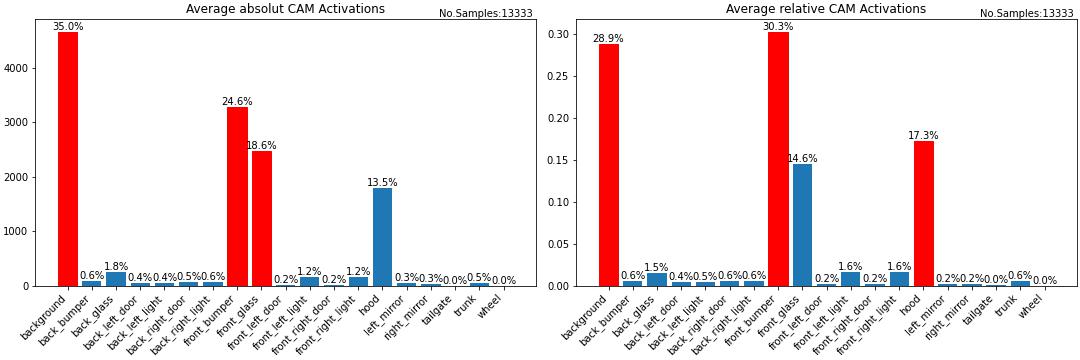 Average absolut CAM Activations
No.Samples:13333
35.0%
0.6%
1.8%
0.4%
0.4%
0.5%
0.6%
24.6%
18.6%
0.2%
1.2%
0.2%
1.2%
13.5%
0.3%
0.3%
0.0%
0.5%
0.0%
4000
3000
2000
1000
0
background
back_bumper
back_glass
back_left_door
back_left_light
back_right_door
back_right_light
front_bumper
front_glass
front_left_door
front_left_light
front_right_door
front_right_light
hood
left_mirror
right_mirror
tailgate
trunk
wheel
Average relative CAM Activations
No.Samples:13333
28.9%
0.6%
1.5%
0.4%
0.5%
0.6%
0.6%
30.3%
14.6%
0.2%
1.6%
0.2%
1.6%
17.3%
0.2%
0.2%
0.0%
0.6%
0.0%
0.30
0.25
0.20
0.15
0.10
0.05
0.00
background
back_bumper
back_glass
back_left_door
back_left_light
back_right_door
back_right_light
front_bumper
front_glass
front_left_door
front_left_light
front_right_door
front_right_light
hood
left_mirror
right_mirror
tailgate
trunk
wheel